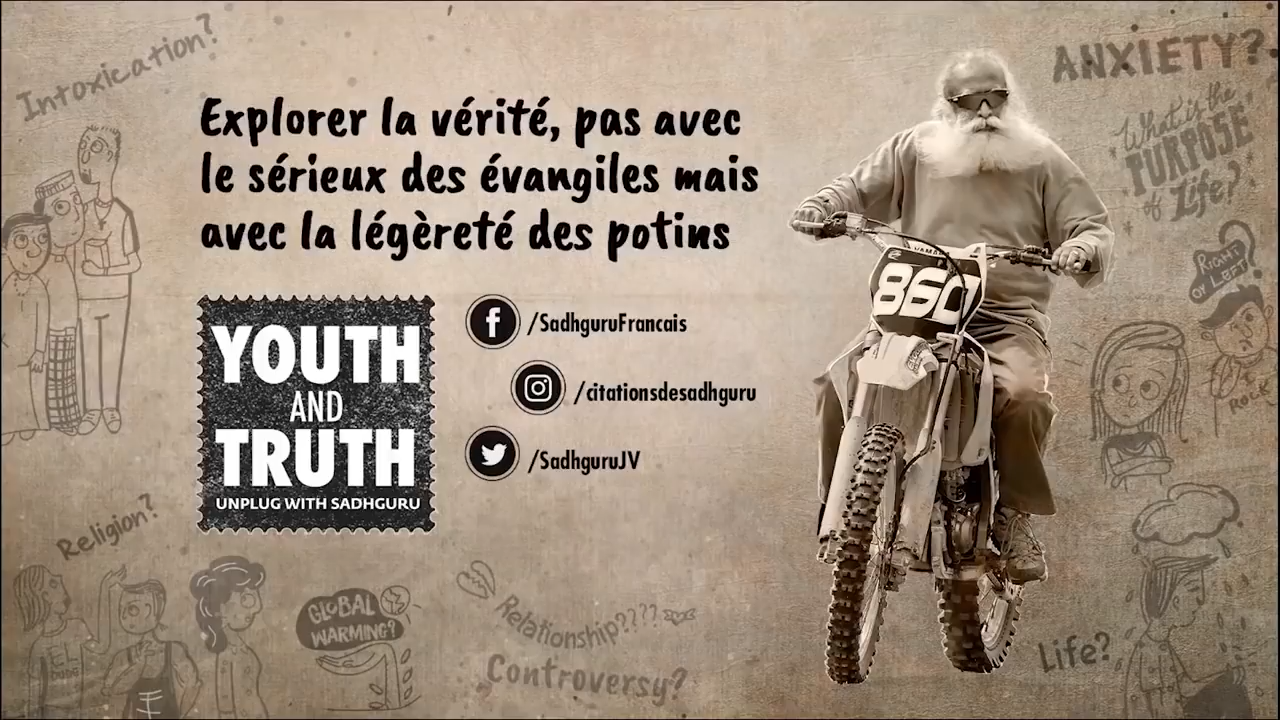 Intoxication?
ANXIETY?
Explorer la vérité, pas avec
le sérieux des évangiles mais
avec la légèreté des potins
What is the
PURPOSE
of Life?
RIGHT
OY LEFT?
YAMAHA
860
YOUTH
AND
TRUTH
UNPLUG WITH SADHGURU
/SadhguruFrancais
/citationsdesadhguru
/SadhguruJV
ROCK
Religion?
GLOBAL
WARMING?
Relationship????
Controversy?
Life?